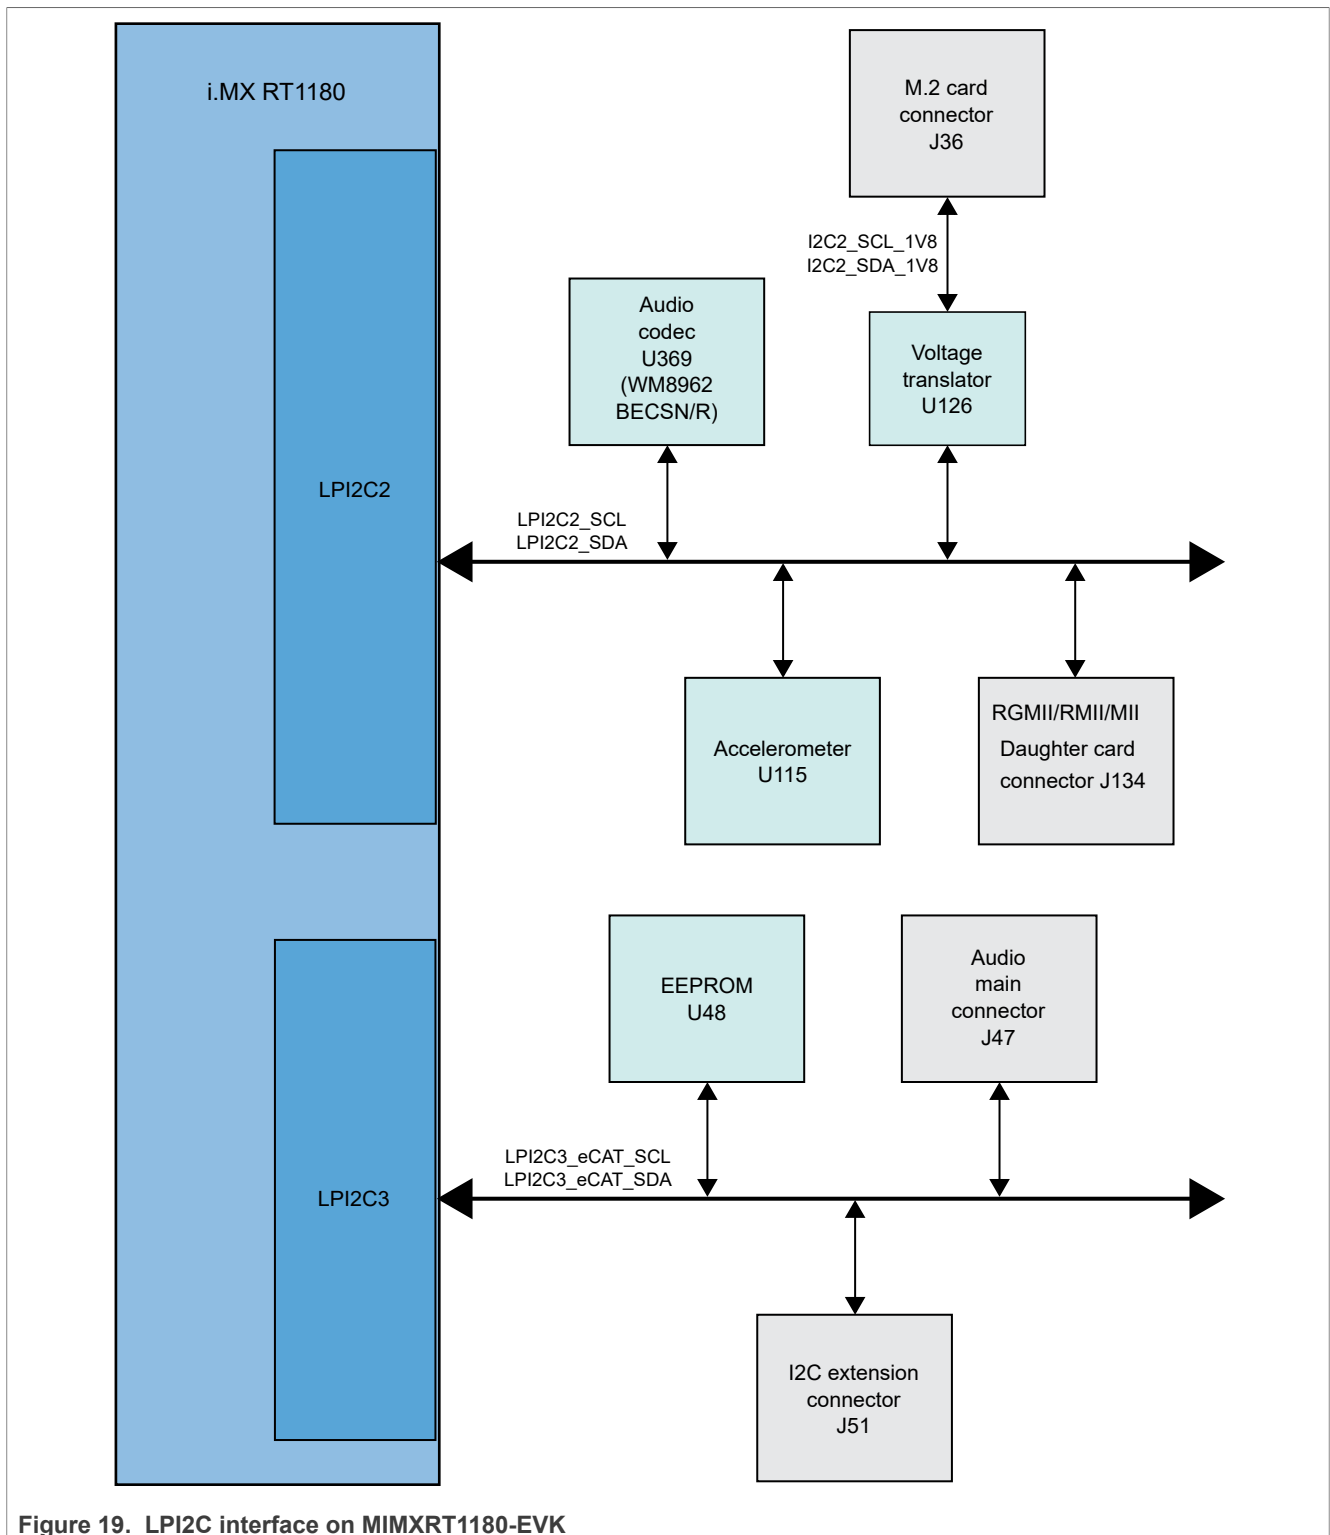 i.MX RT1180
M.2 card
connector
J36
I2C2_SCL_1V8
I2C2_SDA_1V8
Audio
codec
U369
(WM8962
BECSN/R)
Voltage
translator
U126
LPI2C2
LPI2C2_SCL
LPI2C2_SDA
Accelerometer
U115
RGMII/RMII/MII
Daughter card
connector J134
EEPROM
U48
Audio
main
connector
J47
LPI2C3
LPI2C3_eCAT_SCL
LPI2C3_eCAT_SDA
I2C extension
connector
J51
Figure 19. LPI2C interface on MIMXRT1180-EVK